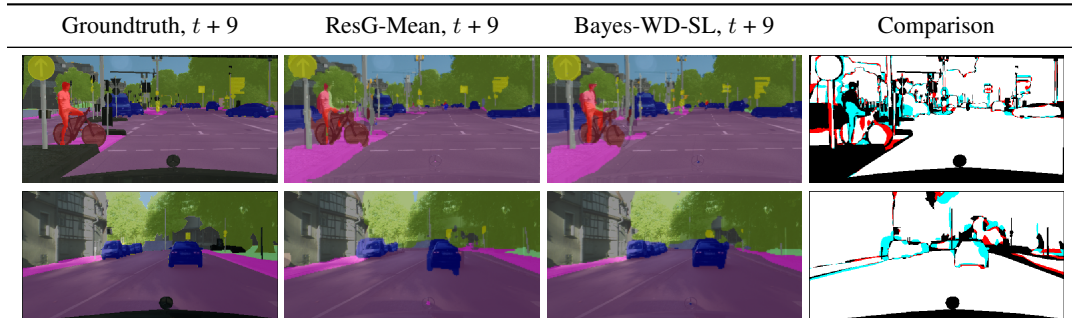 Groundtruth, t + 9 ResG-Mean, t + 9 Bayes-WD-SL, t + 9 Comparison